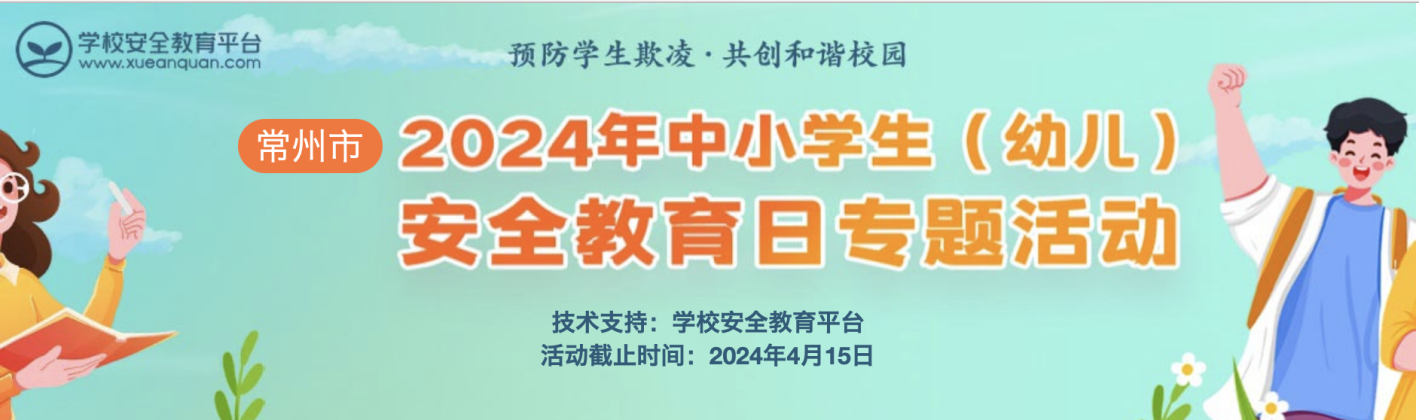 学校安全教育平台
www.xueanquan.com
预防学生欺凌·共创和谐校园
常州市
2024年中小学生（幼儿）
安全教育日专题活动
技术支持：学校安全教育平台
活动截止时间：2024年4月15日